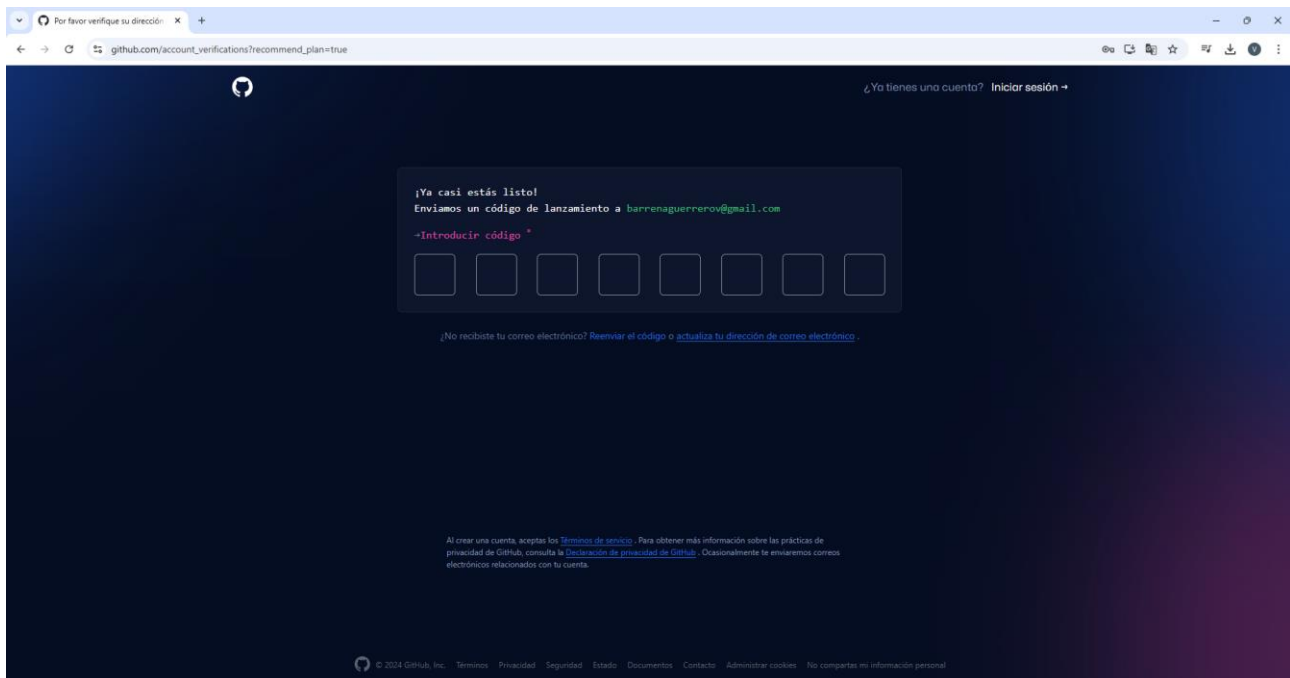 Por favor verifique su dirección
github.com/account_verifications?recommend_plan=true
V
¿Ya tienes una cuenta? Iniciar sesión →
¡Ya casi estás listo!
Enviamos un código de lanzamiento a barrenaguerrerov@gmail.com
→Introducir código *
¿No recibiste tu correo electrónico? Reenviar el código o actualiza tu dirección de correo electrónico .
Al crear una cuenta, aceptas los Términos de servicio . Para obtener más información sobre las prácticas de
privacidad de GitHub, consulta la Declaración de privacidad de GitHub . Ocasionalmente te enviaremos correos
electrónicos relacionados con tu cuenta.
© 2024 GitHub, Inc. Términos Privacidad Seguridad Estado Documentos Contacto Administrar cookies No compartas mi información personal